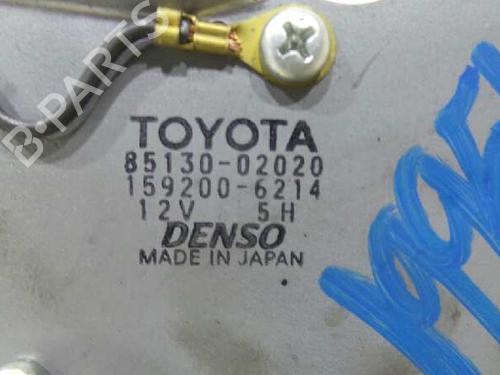 B-PARTS
TOYOTA
85130-02020
159200-6214
12V 5H
DENSO
MADE IN JAPAN